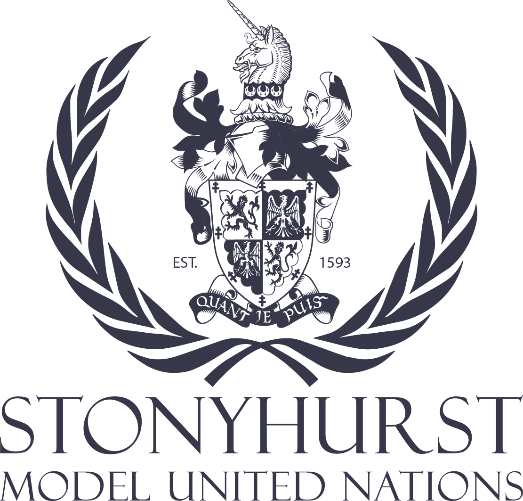 EST. 1593
QUANT JE PUIS
STONYHURST
MODEL UNITED NATIONS